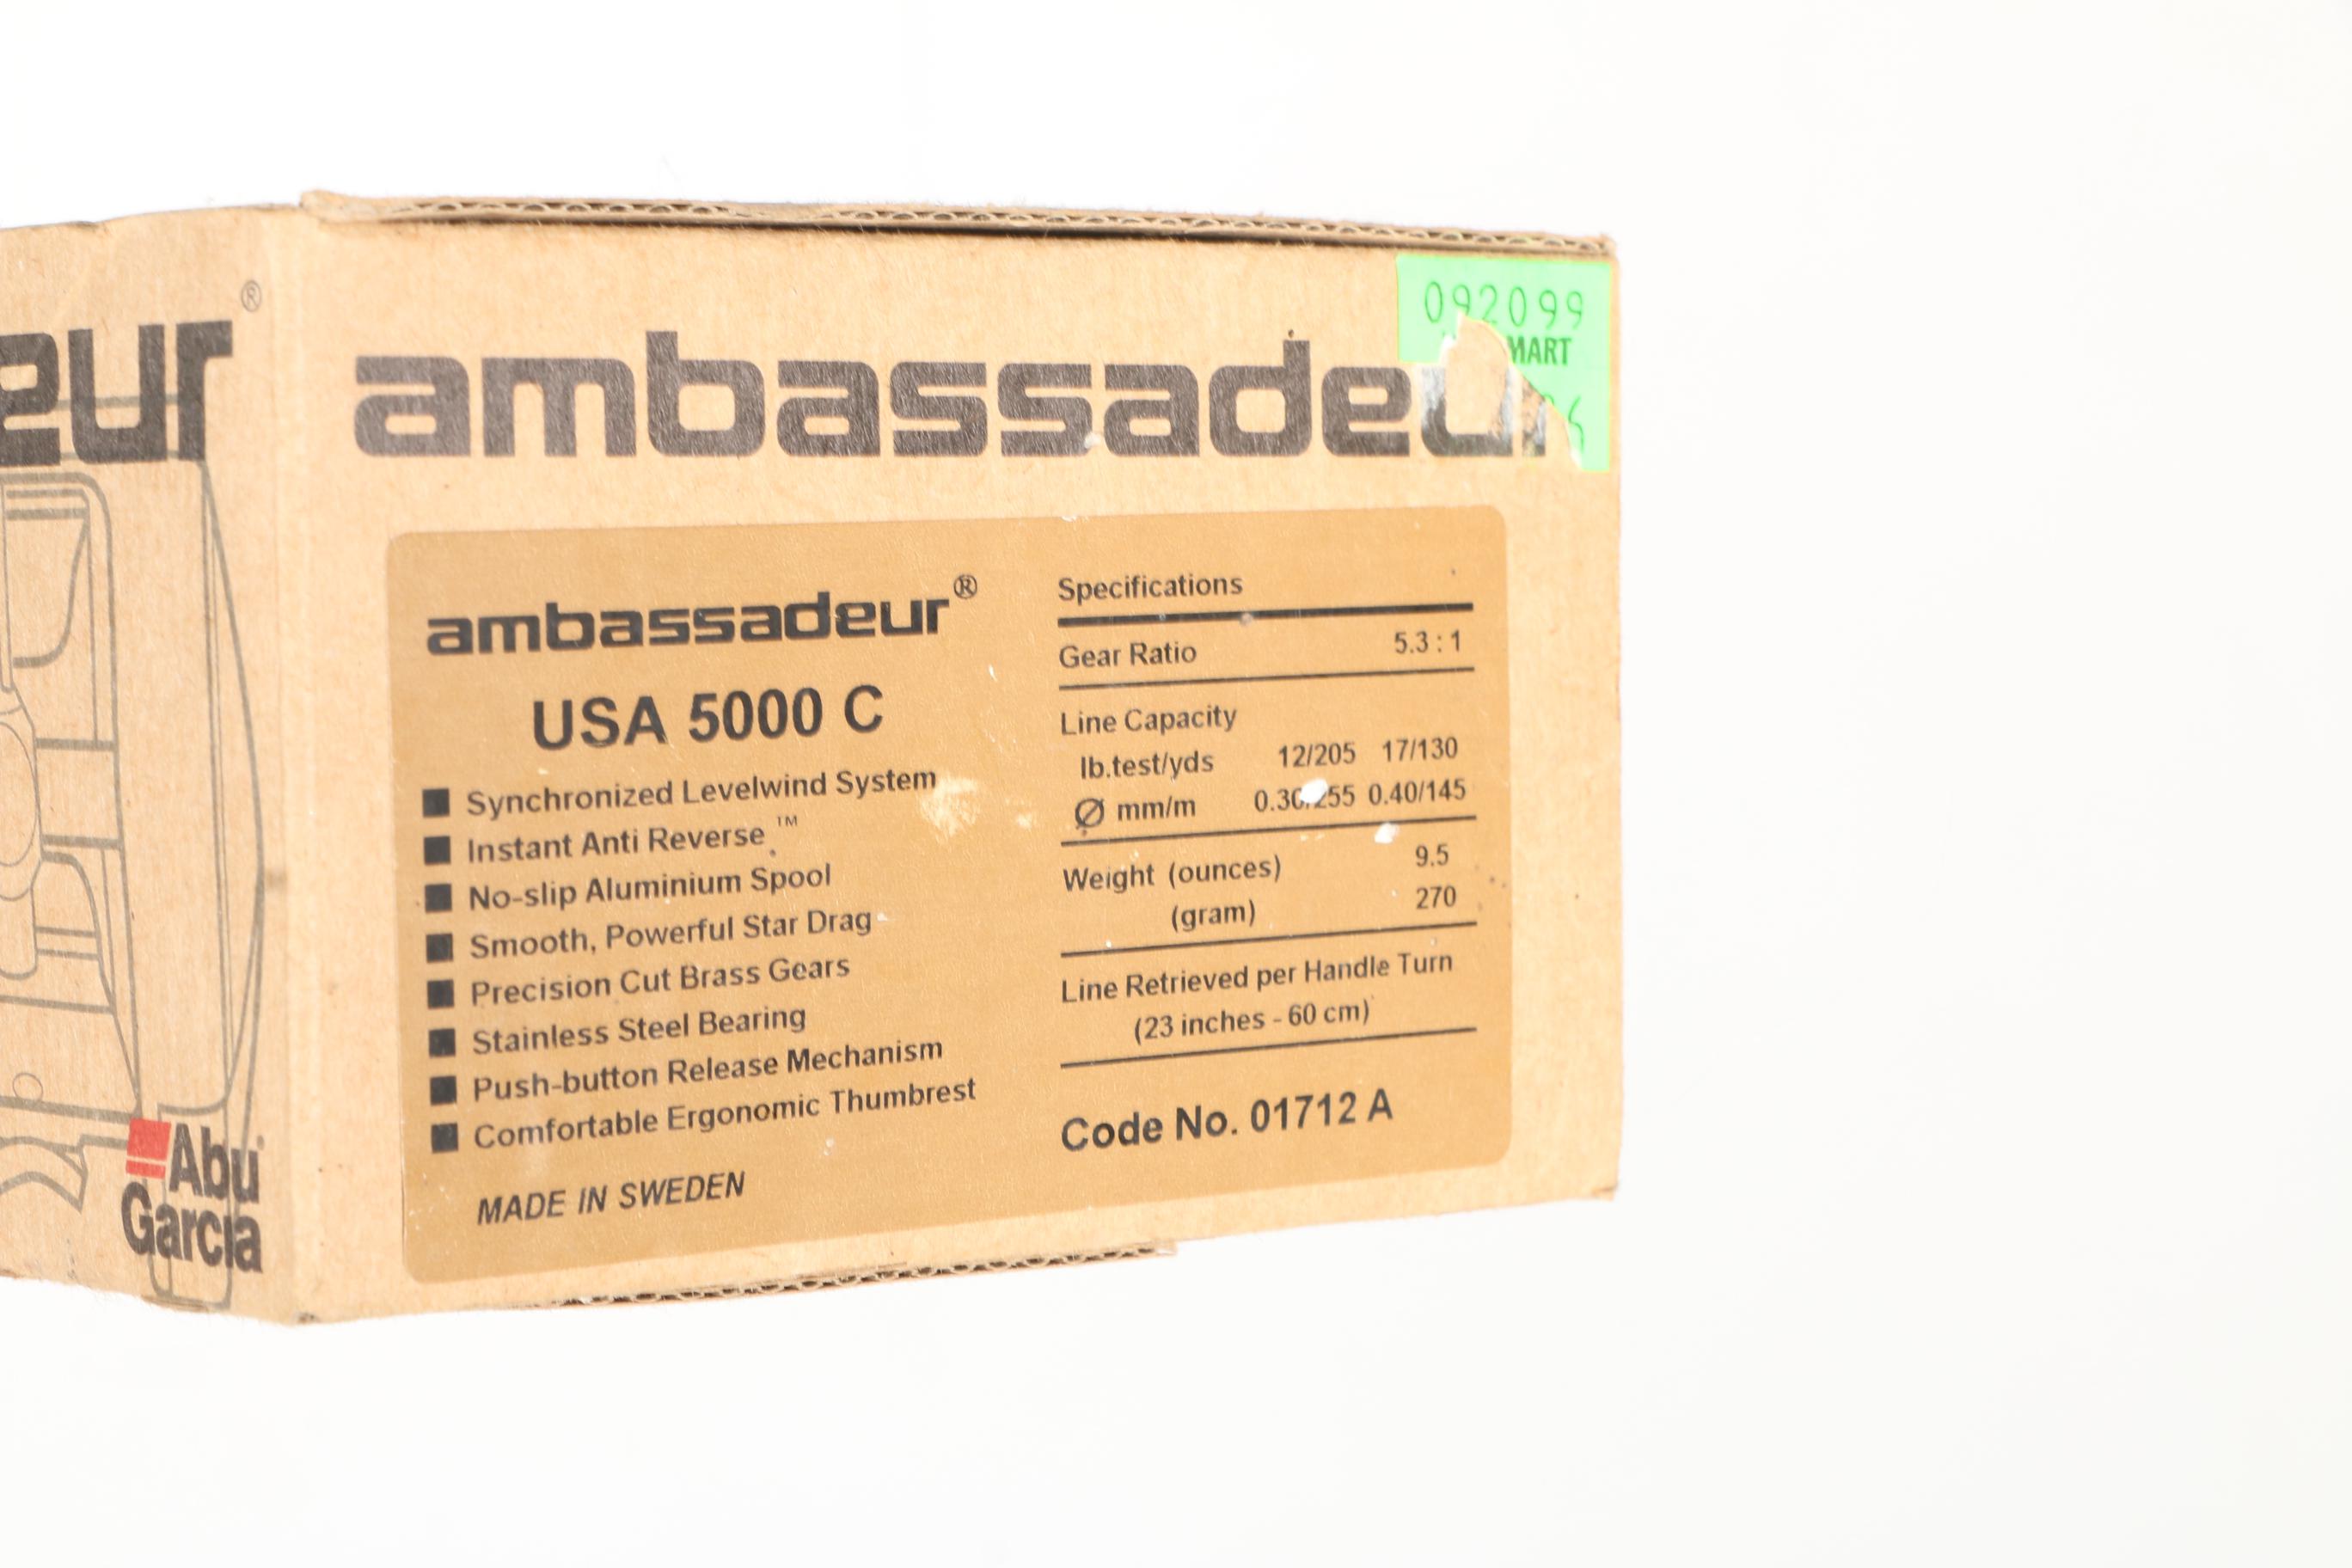 eur®
Abu
Garcia
ambassadeur
092099
MART
ambassadeur®
USA 5000 C
■ Synchronized Levelwind System
■ Instant Anti Reverse™
■ No-slip Aluminium Spool
■ Smooth, Powerful Star Drag
■ Precision Cut Brass Gears
■ Stainless Steel Bearing
■ Push-button Release Mechanism
■ Comfortable Ergonomic Thumbrest
MADE IN SWEDEN
Specifications
Gear Ratio 5.3 : 1
Line Capacity
lb.test/yds 12/205 17/130
Ø mm/m 0.30/255 0.40/145
Weight (ounces) 9.5
(gram) 270
Line Retrieved per Handle Turn
(23 inches - 60 cm)
Code No. 01712 A